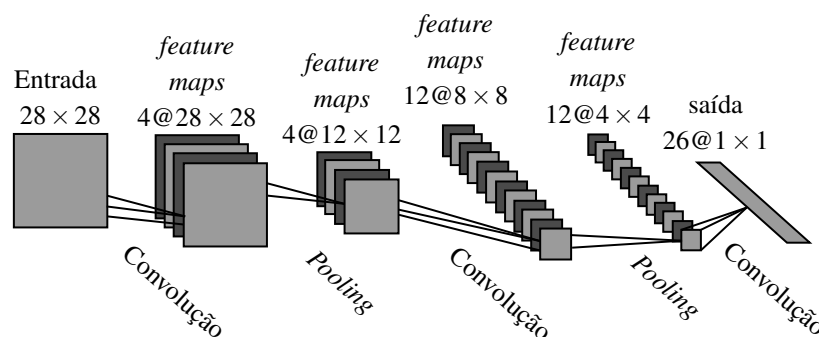 Entrada
28 × 28
feature
maps
4@28 × 28
feature
maps
4@12 × 12
feature
maps
12@8 × 8
feature
maps
12@4 × 4
saída
26@1 × 1
Convolução
Pooling
Convolução
Pooling
Convolução